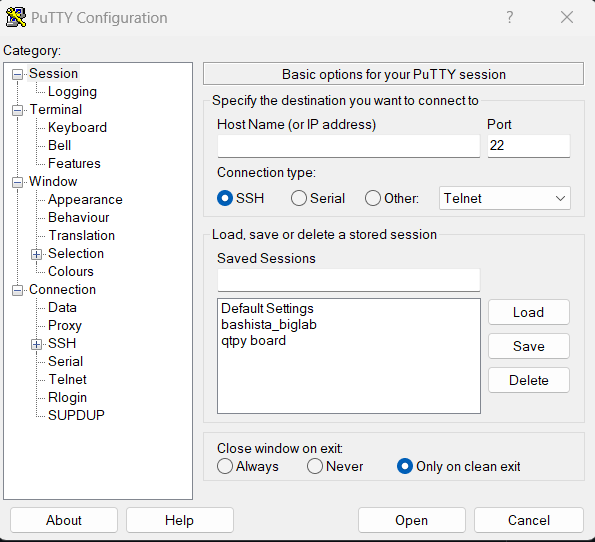 PuTTY Configuration
?
Category:
Session
Logging
Terminal
Keyboard
Bell
Features
Window
Appearance
Behaviour
Translation
Selection
Colours
Connection
Data
Proxy
SSH
Serial
Telnet
Rlogin
SUPDUP
Basic options for your PuTTY session
Specify the destination you want to connect to
Host Name (or IP address) Port
22
Connection type:
SSH Serial Other: Telnet
Load, save or delete a stored session
Saved Sessions
Default Settings
bashista_biglab
qtpy board
Load
Save
Delete
Close window on exit:
Always Never Only on clean exit
About Help Open Cancel